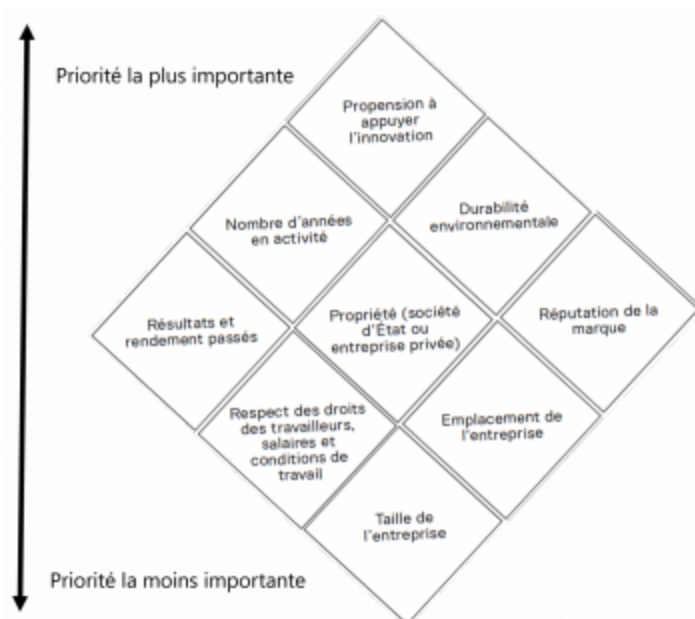 Priorité la plus importante
Propension à
appuyer
l'innovation
Nombre d'années
en activité
Durabilité
environnementale
Résultats et
rendement passés
Propriété (société
d'État ou
entreprise privée)
Réputation de la
marque
Respect des droits
des travailleurs,
salaires et
conditions de
travail
Emplacement de
l'entreprise
Taille de
l'entreprise
Priorité la moins importante